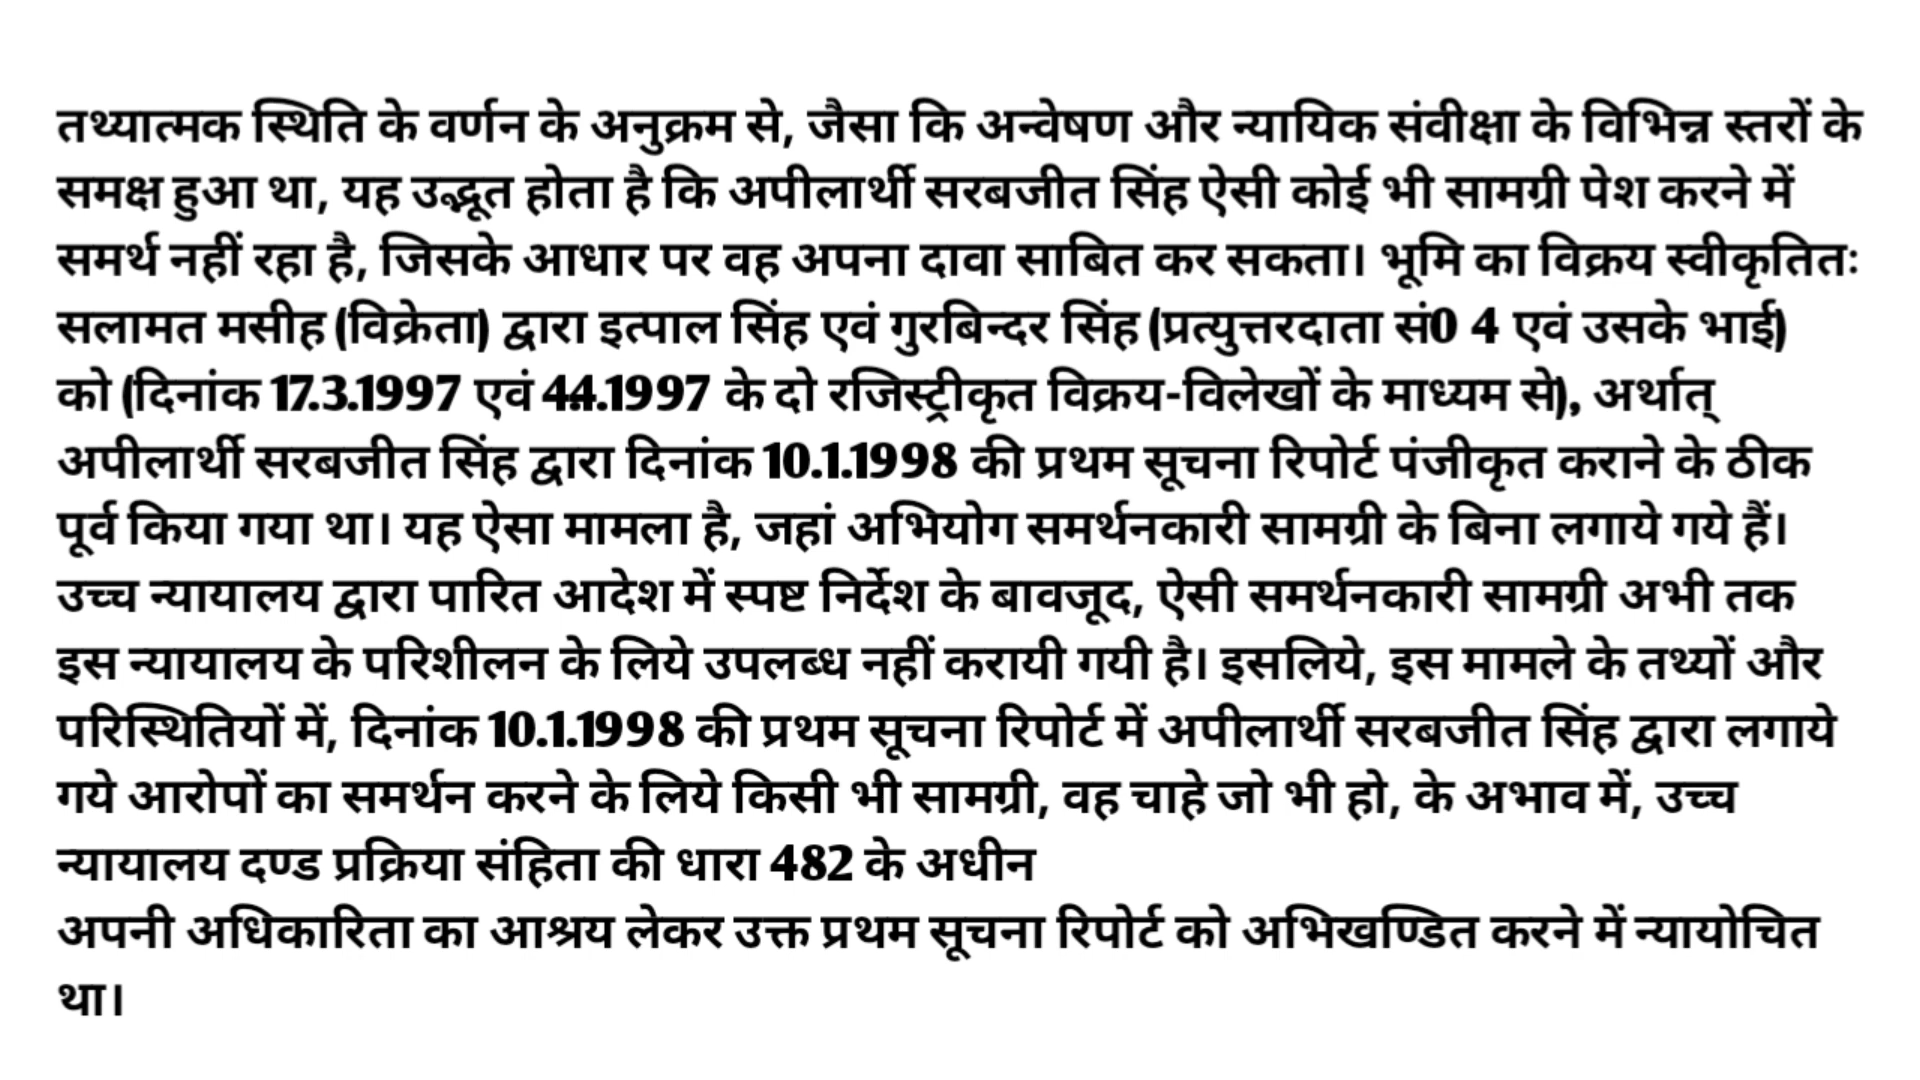 तथ्यात्मक स्थिति के वर्णन के अनुक्रम से, जैसा कि अन्वेषण और न्यायिक संवीक्षा के विभिन्न स्तरों के
समक्ष हुआ था, यह उद्भूत होता है कि अपीलार्थी सरबजीत सिंह ऐसी कोई भी सामग्री पेश करने में
समर्थ नहीं रहा है, जिसके आधार पर वह अपना दावा साबित कर सकता। भूमि का विक्रय स्वीकृतितः
सलामत मसीह (विक्रेता) द्वारा इत्पाल सिंह एवं गुरबिन्दर सिंह (प्रत्युत्तरदाता सं0 4 एवं उसके भाई)
को (दिनांक 17.3.1997 एवं 4.4.1997 के दो रजिस्ट्रीकृत विक्रय-विलेखों के माध्यम से), अर्थात्
अपीलार्थी सरबजीत सिंह द्वारा दिनांक 10.1.1998 की प्रथम सूचना रिपोर्ट पंजीकृत कराने के ठीक
पूर्व किया गया था। यह ऐसा मामला है, जहां अभियोग समर्थनकारी सामग्री के बिना लगाये गये हैं।
उच्च न्यायालय द्वारा पारित आदेश में स्पष्ट निर्देश के बावजूद, ऐसी समर्थनकारी सामग्री अभी तक
इस न्यायालय के परिशीलन के लिये उपलब्ध नहीं करायी गयी है। इसलिये, इस मामले के तथ्यों और
परिस्थितियों में, दिनांक 10.1.1998 की प्रथम सूचना रिपोर्ट में अपीलार्थी सरबजीत सिंह द्वारा लगाये
गये आरोपों का समर्थन करने के लिये किसी भी सामग्री, वह चाहे जो भी हो, के अभाव में, उच्च
न्यायालय दण्ड प्रक्रिया संहिता की धारा 482 के अधीन
अपनी अधिकारिता का आश्रय लेकर उक्त प्रथम सूचना रिपोर्ट को अभिखण्डित करने में न्यायोचित
था।